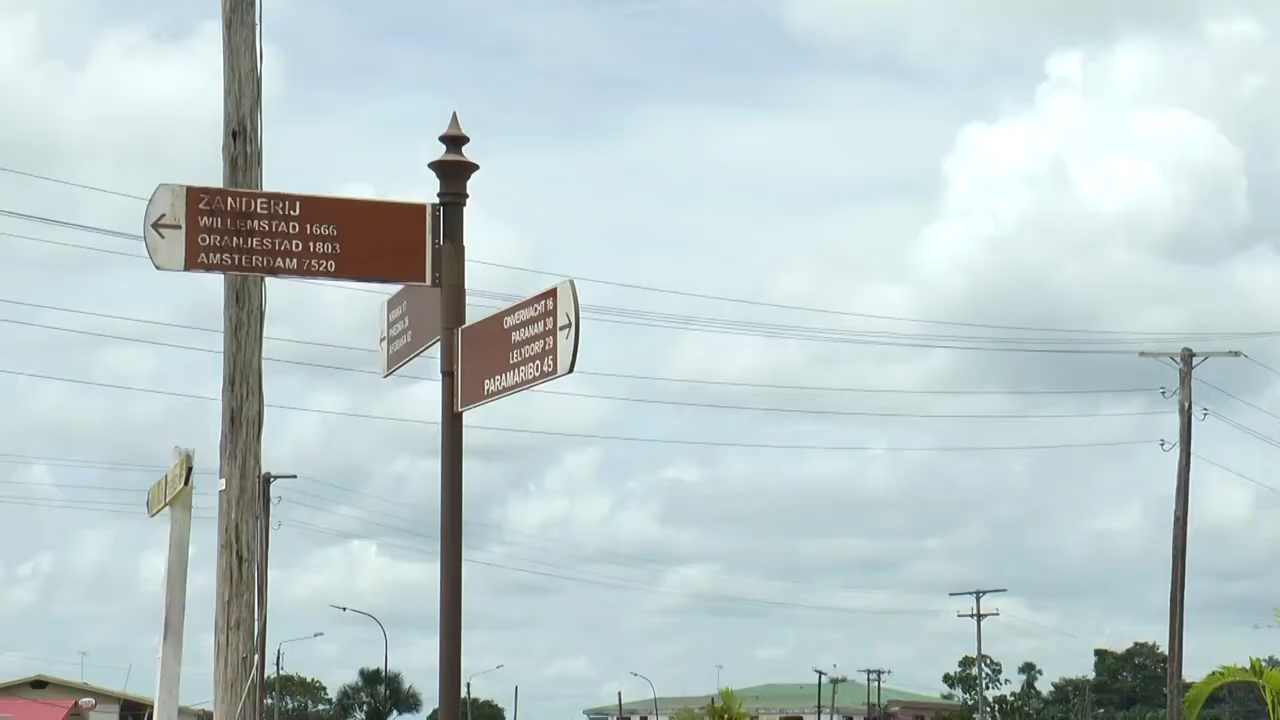 ZANDERIJ
WILLEMSTAD 1666
ORANJESTAD 1803
AMSTERDAM 7520
ONVERWACHT 16
PARANAM 30
LELYDORP 29
PARAMARIBO 45